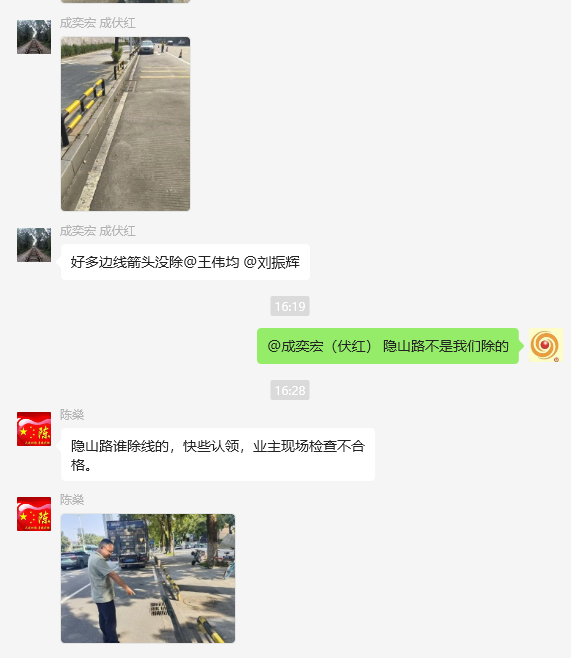 成奕宏 成伏红
成奕宏 成伏红
好多边线箭头没除@王伟均 @刘振辉
16:19
@成奕宏（伏红） 隐山路不是我们除的
16:28
陈燊
隐山路谁除线的，快些认领，业主现场检查不合
格。
陈
陈燊
陈